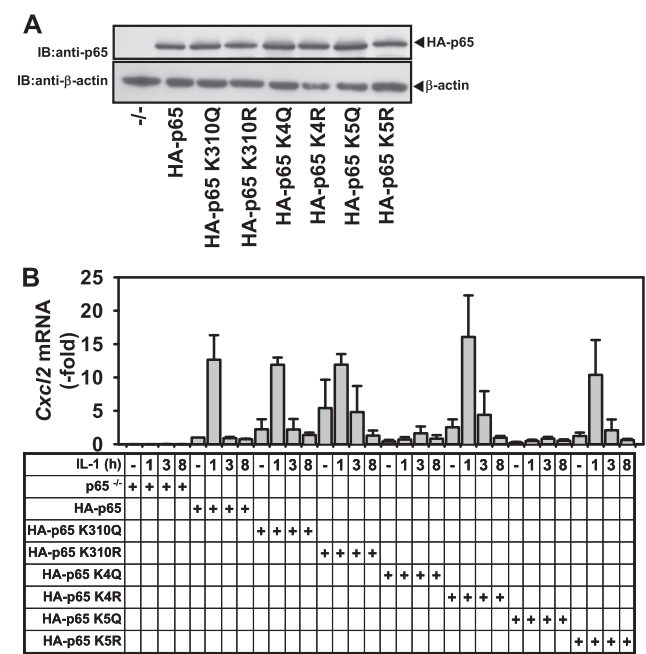 A
IB:anti-p65
◀HA-p65
IB:anti-β-actin
◀β-actin
-/-
HA-p65
HA-p65 K310Q
HA-p65 K310R
HA-p65 K4Q
HA-p65 K4R
HA-p65 K5Q
HA-p65 K5R
B
Cxcl2 mRNA
(-fold)
25
20
15
10
5
0
IL-1 (h) - 1 3 8 - 1 3 8 - 1 3 8 - 1 3 8 - 1 3 8 - 1 3 8 - 1 3 8 - 1 3 8
p65 -/- + + + +
HA-p65 + + + +
HA-p65 K310Q + + + +
HA-p65 K310R + + + +
HA-p65 K4Q + + + +
HA-p65 K4R + + + +
HA-p65 K5Q + + + +
HA-p65 K5R + + + +